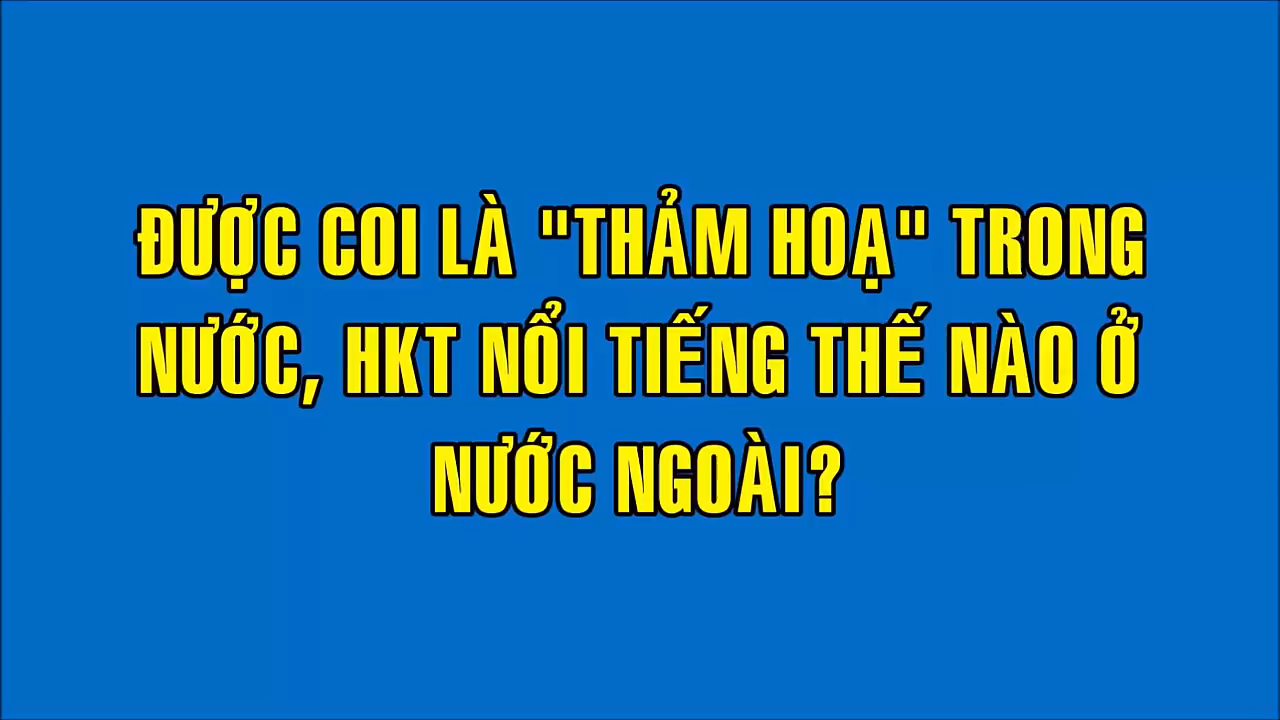 ĐƯỢC COI LÀ "THẢM HOẠ" TRONG
NƯỚC, HKT NỔI TIẾNG THẾ NÀO Ở
NƯỚC NGOÀI?